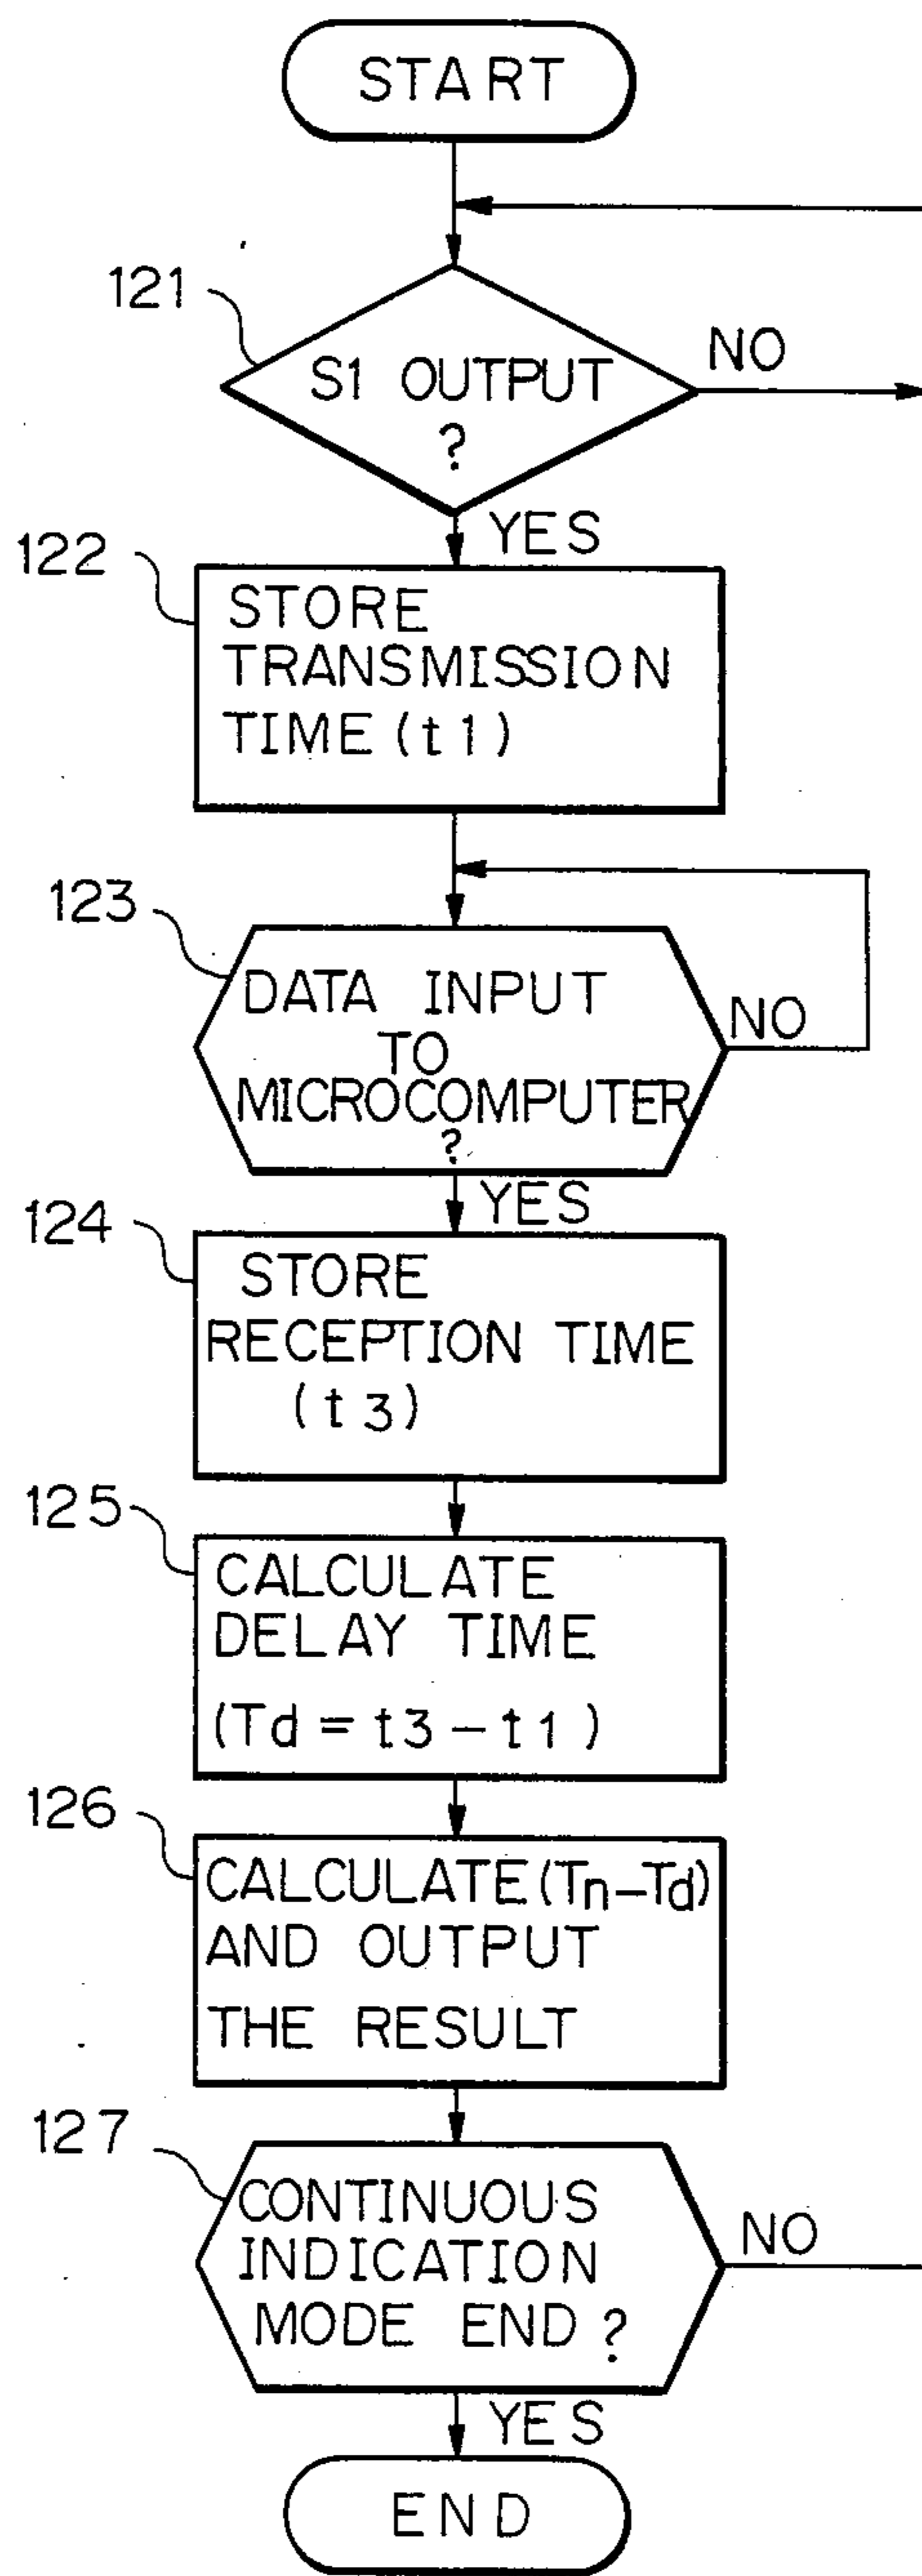 START
121
S1 OUTPUT
?
NO
YES
122
STORE
TRANSMISSION
TIME (t1)
123
DATA INPUT
TO
MICROCOMPUTER
?
NO
YES
124
STORE
RECEPTION TIME
(t3)
125
CALCULATE
DELAY TIME
(Td = t3 - t1)
126
CALCULATE (Tn-Td)
AND OUTPUT
THE RESULT
127
CONTINUOUS
INDICATION
MODE END ?
NO
YES
END